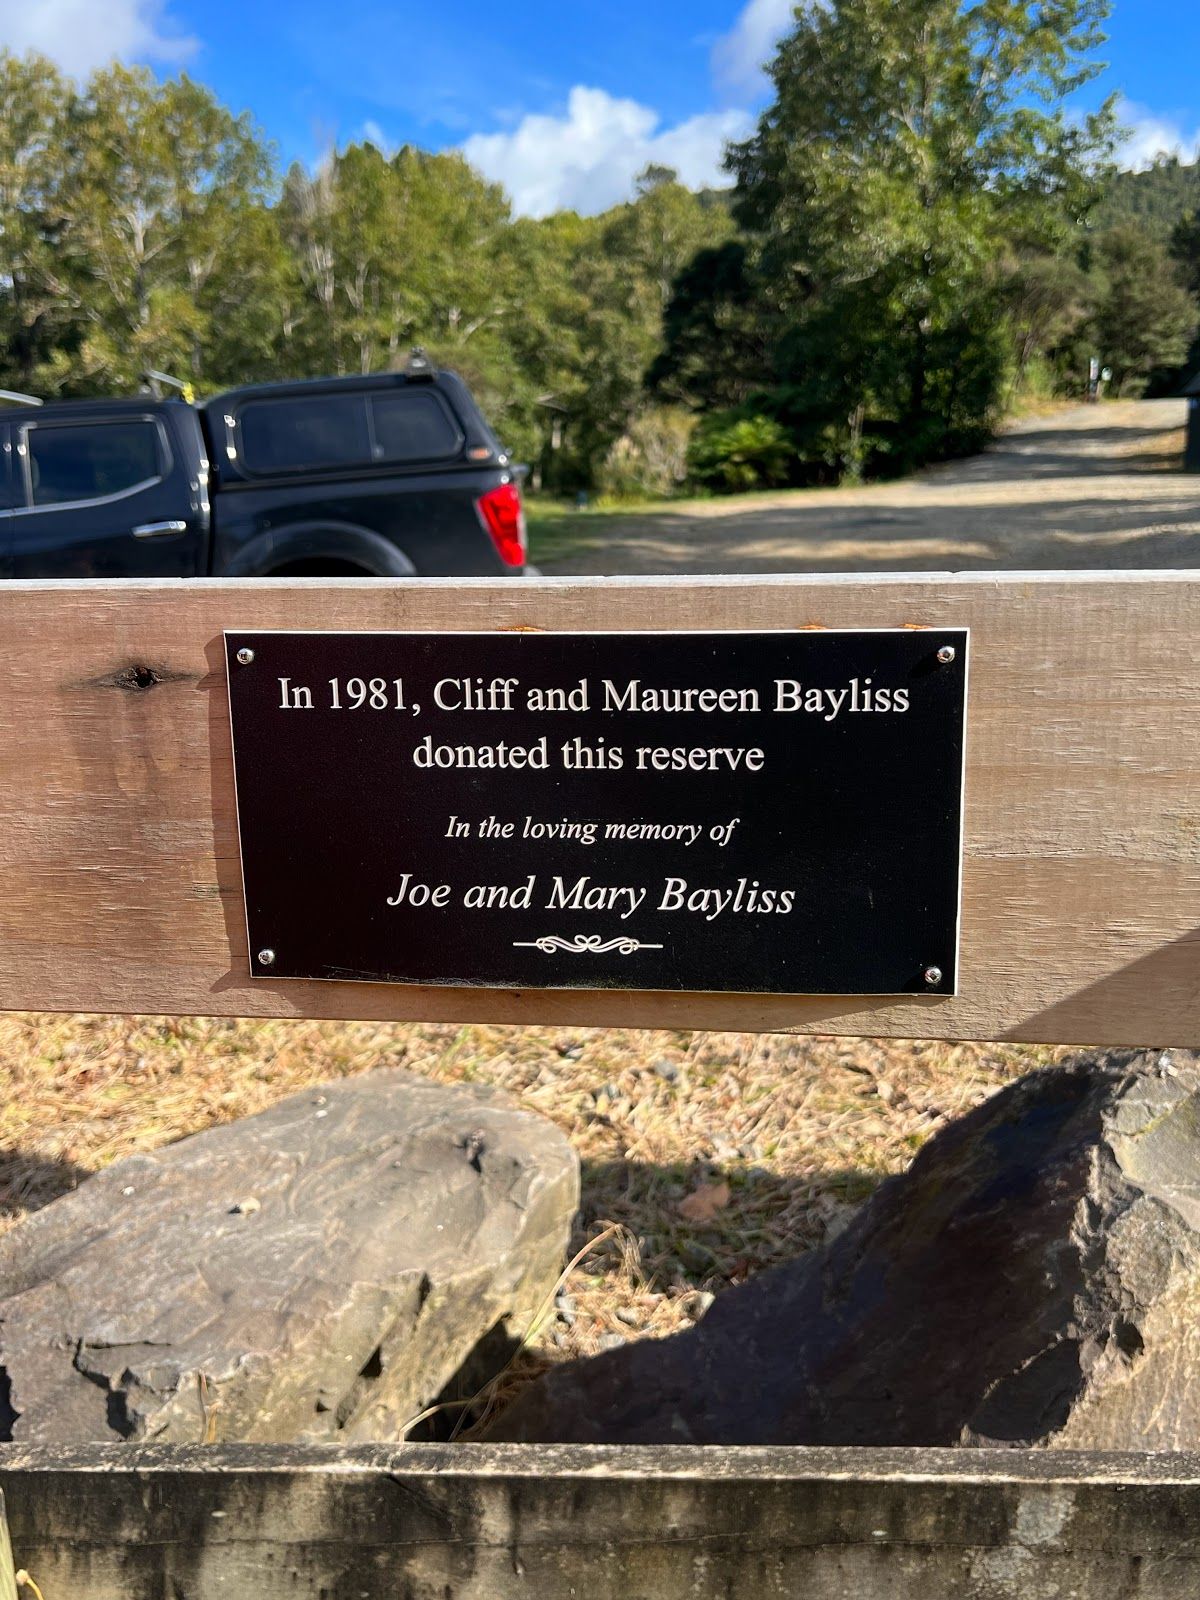 In 1981, Cliff and Maureen Bayliss
donated this reserve
In the loving memory of
Joe and Mary Bayliss